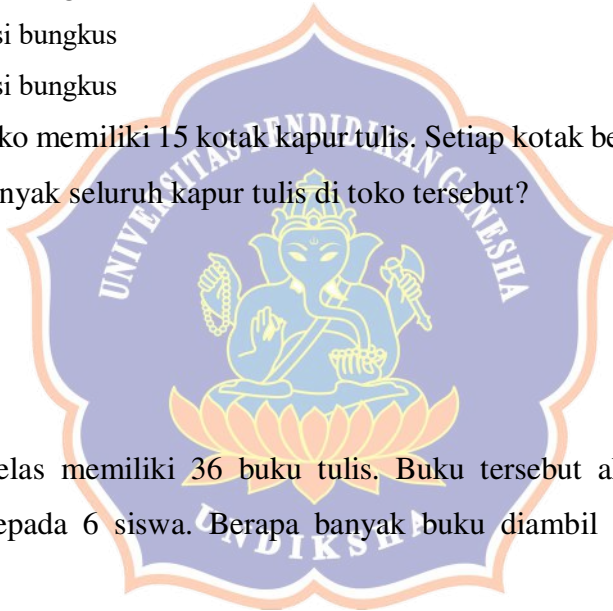 si bungkus
si bungkus
ko memiliki 15 kotak kapur tulis. Setiap kotak be
nyak seluruh kapur tulis di toko tersebut?
UNIVERSITAS PENDIDIKAN GANESHA
elas memiliki 36 buku tulis. Buku tersebut a
epada 6 siswa. Berapa banyak buku diambil
UNDIKSHA